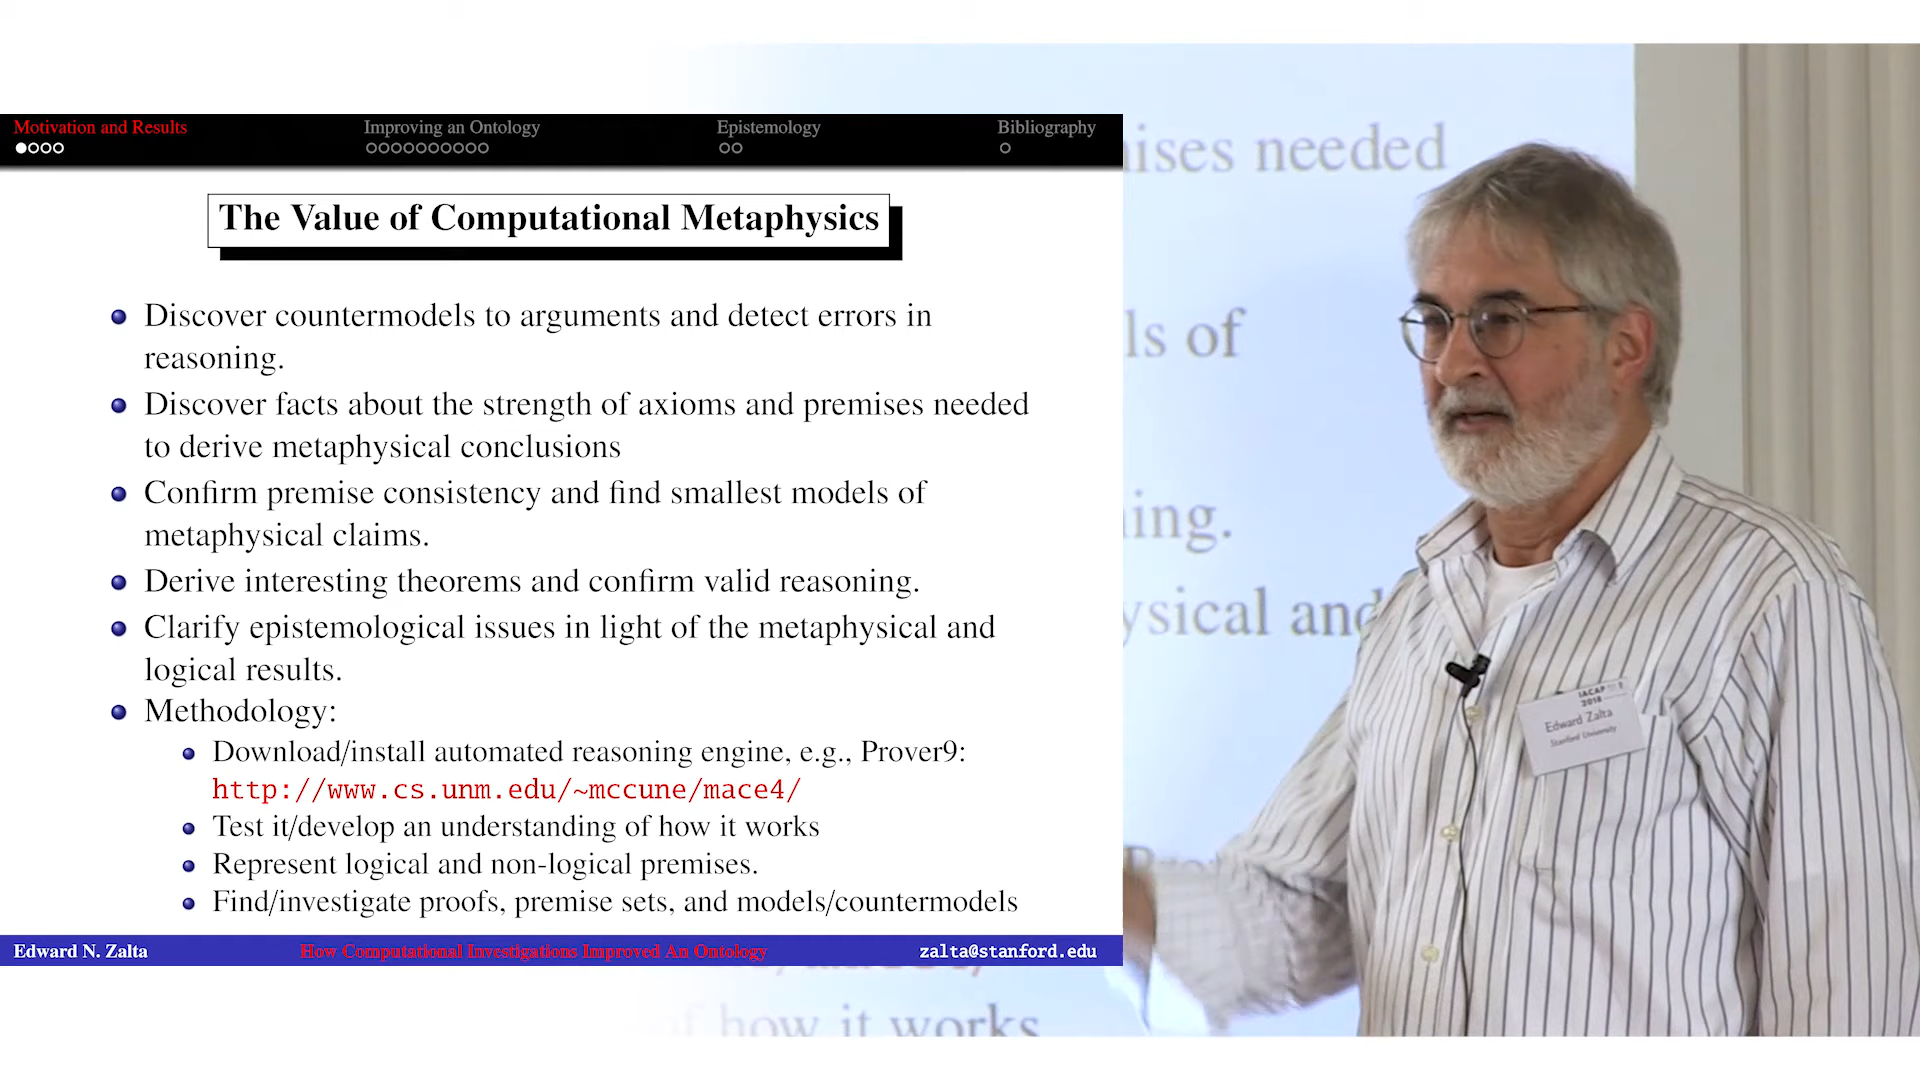 Motivation and Results
Improving an Ontology
Epistemology
Bibliography
The Value of Computational Metaphysics
Discover countermodels to arguments and detect errors in
reasoning.
Discover facts about the strength of axioms and premises needed
to derive metaphysical conclusions
Confirm premise consistency and find smallest models of
metaphysical claims.
Derive interesting theorems and confirm valid reasoning.
Clarify epistemological issues in light of the metaphysical and
logical results.
Methodology:
Download/install automated reasoning engine, e.g., Prover9:
http://www.cs.unm.edu/~mccune/mace4/
Test it/develop an understanding of how it works
Represent logical and non-logical premises.
Find/investigate proofs, premise sets, and models/countermodels
Edward N. Zalta
How Computational Investigations Improved An Ontology
zalta@stanford.edu
ises needed
ls of
ing.
ysical and
how it works
IACAP
2018
Edward Zalta
Stanford University